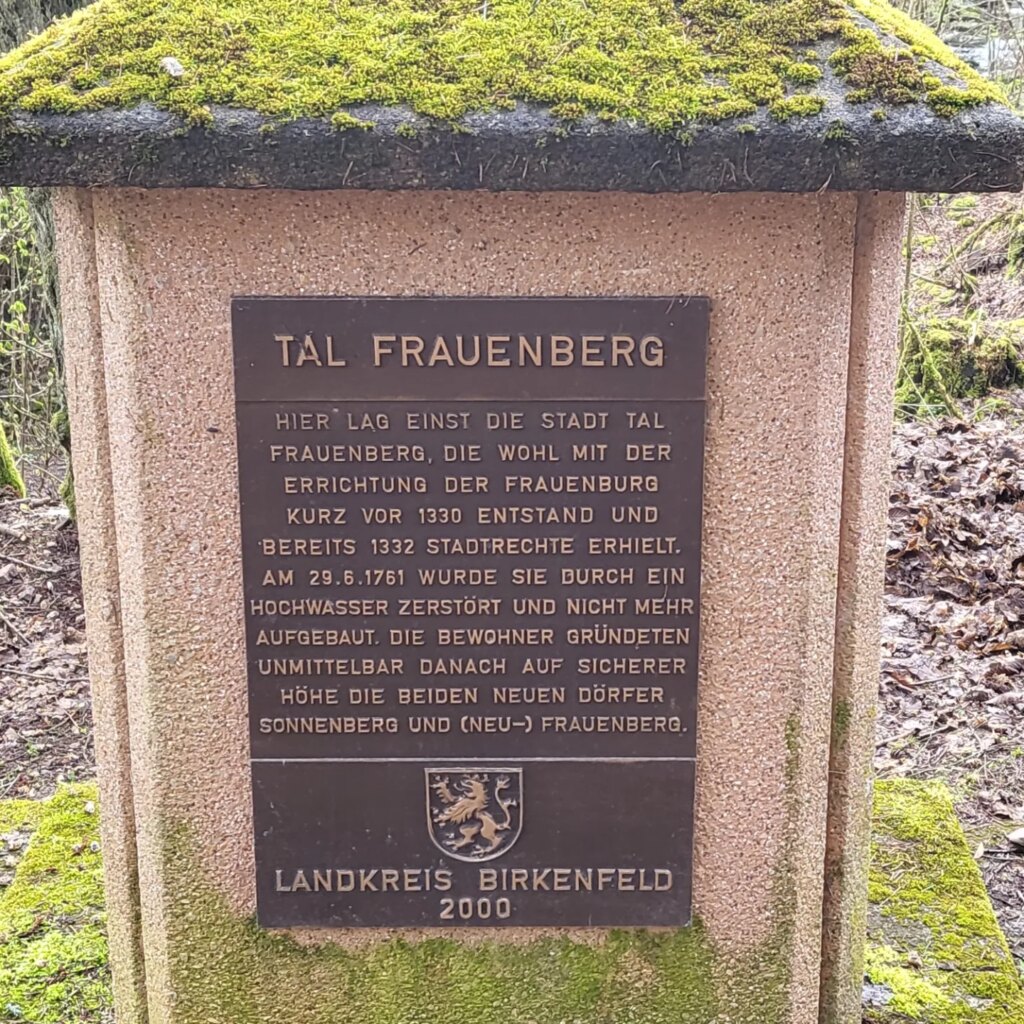 TAL FRAUENBERG
HIER LAG EINST DIE STADT TAL
FRAUENBERG, DIE WOHL MIT DER
ERRICHTUNG DER FRAUENBURG
KURZ VOR 1330 ENTSTAND UND
BEREITS 1332 STADTRECHTE ERHIELT.
AM 29.6.1761 WURDE SIE DURCH EIN
HOCHWASSER ZERSTÖRT UND NICHT MEHR
AUFGEBAUT. DIE BEWOHNER GRÜNDETEN
UNMITTELBAR DANACH AUF SICHERER
HÖHE DIE BEIDEN NEUEN DÖRFER
SONNENBERG UND (NEU-) FRAUENBERG.
LANDKREIS BIRKENFELD
2000